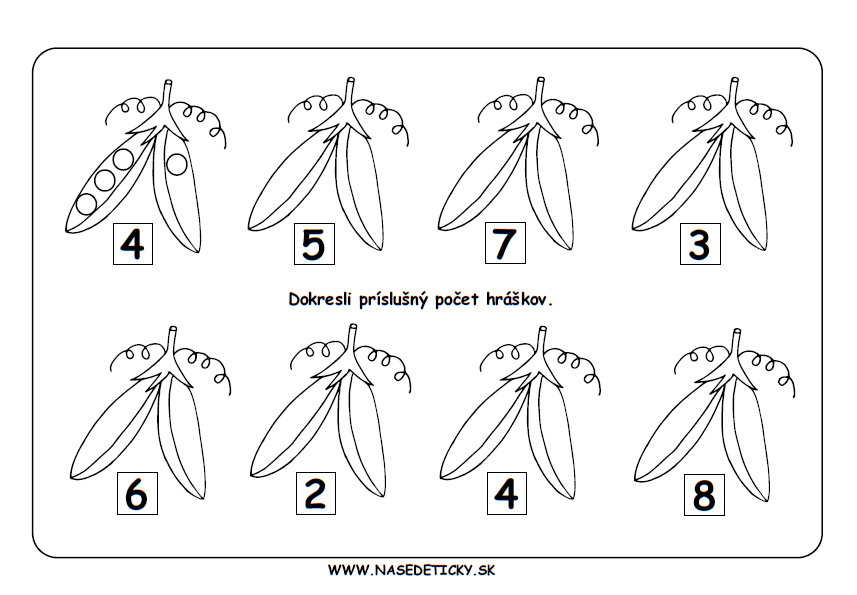 4 5 7 3
Dokresli príslušný počet hráškov.
6 2 4 8
WWW.NASEDETICKY.SK